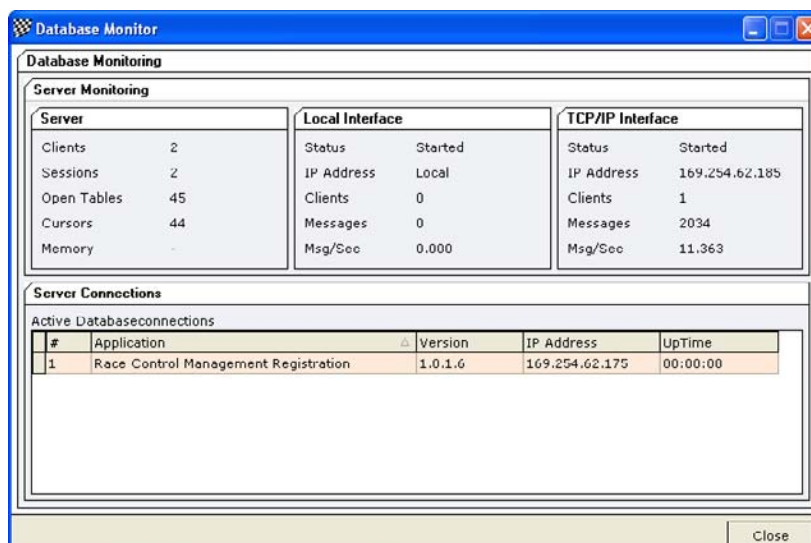 Database Monitor
Database Monitoring
Server Monitoring
Server
Clients 2
Sessions 2
Open Tables 45
Cursors 44
Memory -
Local Interface
Status Started
IP Address Local
Clients 0
Messages 0
Msg/Sec 0.000
TCP/IP Interface
Status Started
IP Address 169.254.62.185
Clients 1
Messages 2034
Msg/Sec 11.363
Server Connections
Active Databaseconnections
# Application Version IP Address UpTime
1 Race Control Management Registration 1.0.1.6 169.254.62.175 00:00:00
Close